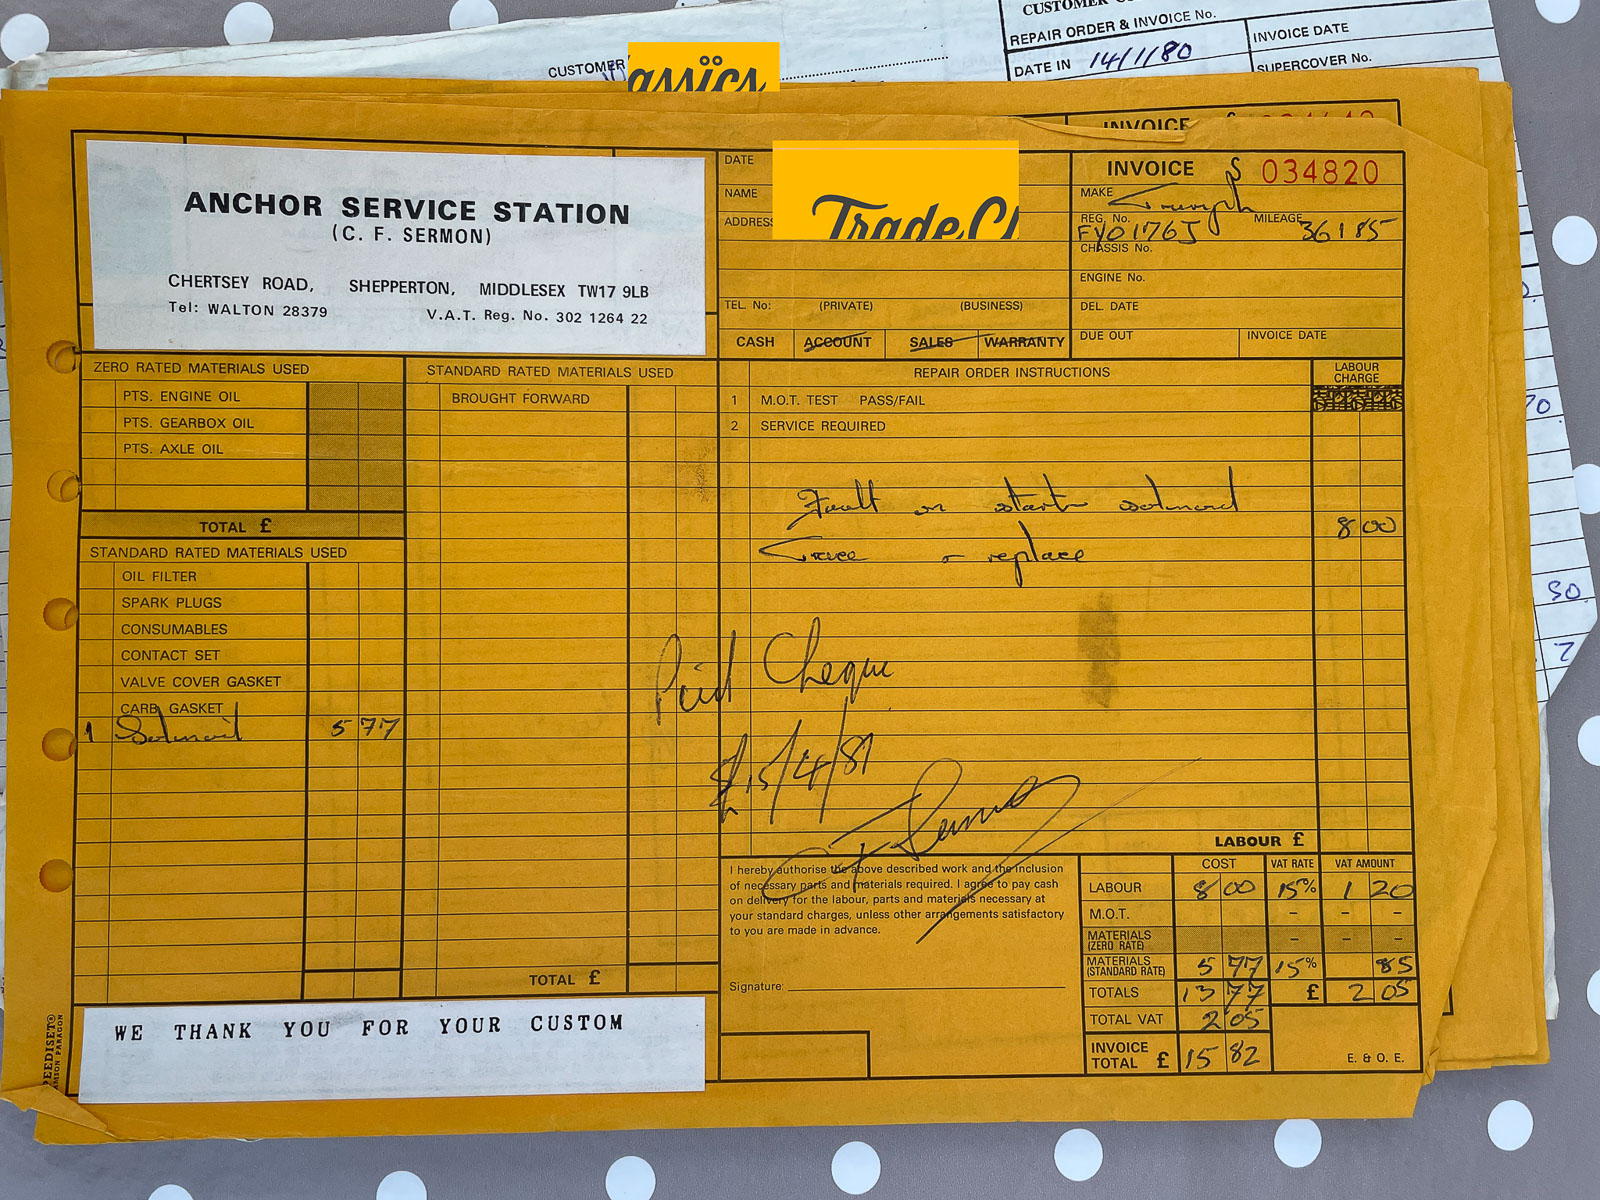 CUSTOMER
REPAIR ORDER & INVOICE No.
INVOICE DATE
DATE IN 14/1/80
SUPERCOVER No.
CUSTOMER
assics
INVOICE
ANCHOR SERVICE STATION
(C. F. SERMON)
CHERTSEY ROAD, SHEPPERTON, MIDDLESEX TW17 9LB
Tel: WALTON 28379
V.A.T. Reg. No. 302 1264 22
DATE
NAME
ADDRESS
Trade Cl
TEL. No: (PRIVATE) (BUSINESS)
CASH ACCOUNT SALES WARRANTY
INVOICE S 034820
MAKE Triumph
REG. No. MILEAGE
FYO 176J 36185
CHASSIS No.
ENGINE No.
DEL. DATE
DUE OUT INVOICE DATE
ZERO RATED MATERIALS USED
PTS. ENGINE OIL
PTS. GEARBOX OIL
PTS. AXLE OIL
TOTAL £
STANDARD RATED MATERIALS USED
OIL FILTER
SPARK PLUGS
CONSUMABLES
CONTACT SET
VALVE COVER GASKET
CARB GASKET
1 Solenoid 5 77
STANDARD RATED MATERIALS USED
BROUGHT FORWARD
TOTAL £
REPAIR ORDER INSTRUCTIONS
LABOUR CHARGE
1 M.O.T. TEST PASS/FAIL
2 SERVICE REQUIRED
Fault on starter solenoid
8 00
Trace replace
Paid Cheque
15/4/81
LABOUR £
I hereby authorise the above described work and the inclusion
of necessary parts and materials required. I agree to pay cash
on delivery for the labour, parts and materials necessary at
your standard charges, unless other arrangements satisfactory
to you are made in advance.
Signature:
COST VAT RATE VAT AMOUNT
LABOUR 8 00 15% 1 20
M.O.T. - - -
MATERIALS (ZERO RATE) - - -
MATERIALS (STANDARD RATE) 5 77 15% 85
TOTALS 13 77 £ 2 05
TOTAL VAT 2 05
INVOICE TOTAL £ 15 82
E. & O. E.
WE THANK YOU FOR YOUR CUSTOM
70
30
7